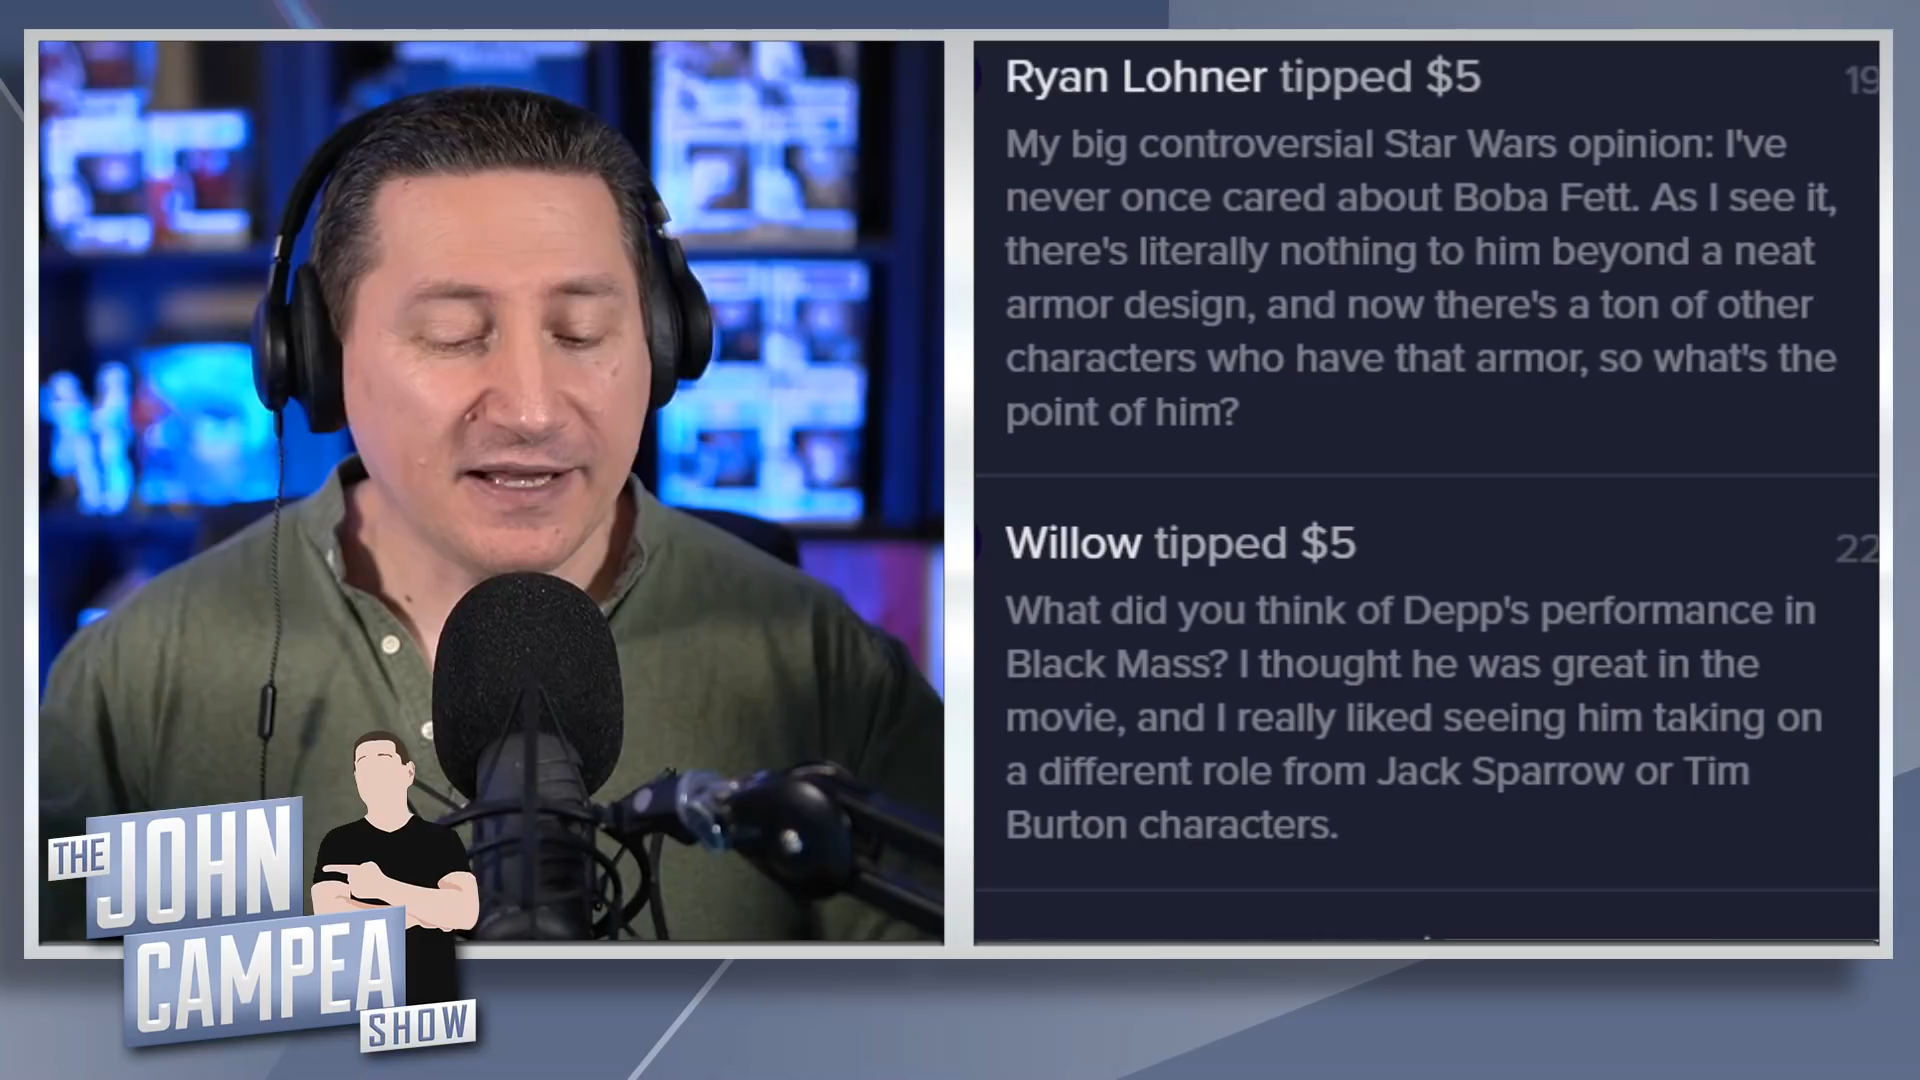 Ryan Lohner tipped $5
19
My big controversial Star Wars opinion: I've
never once cared about Boba Fett. As I see it,
there's literally nothing to him beyond a neat
armor design, and now there's a ton of other
characters who have that armor, so what's the
point of him?
Willow tipped $5
22
What did you think of Depp's performance in
Black Mass? I thought he was great in the
movie, and I really liked seeing him taking on
a different role from Jack Sparrow or Tim
Burton characters.
THE
JOHN
CAMPEA
SHOW